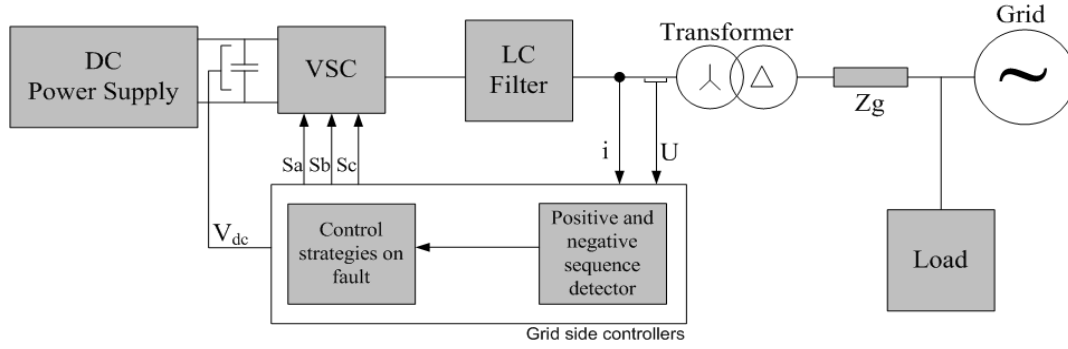 Grid
Transformer
DC
Power Supply
VSC
LC
Filter
~
Zg
i
U
Sa Sb Sc
V_dc
Control
strategies on
fault
Positive and
negative
sequence
detector
Load
Grid side controllers